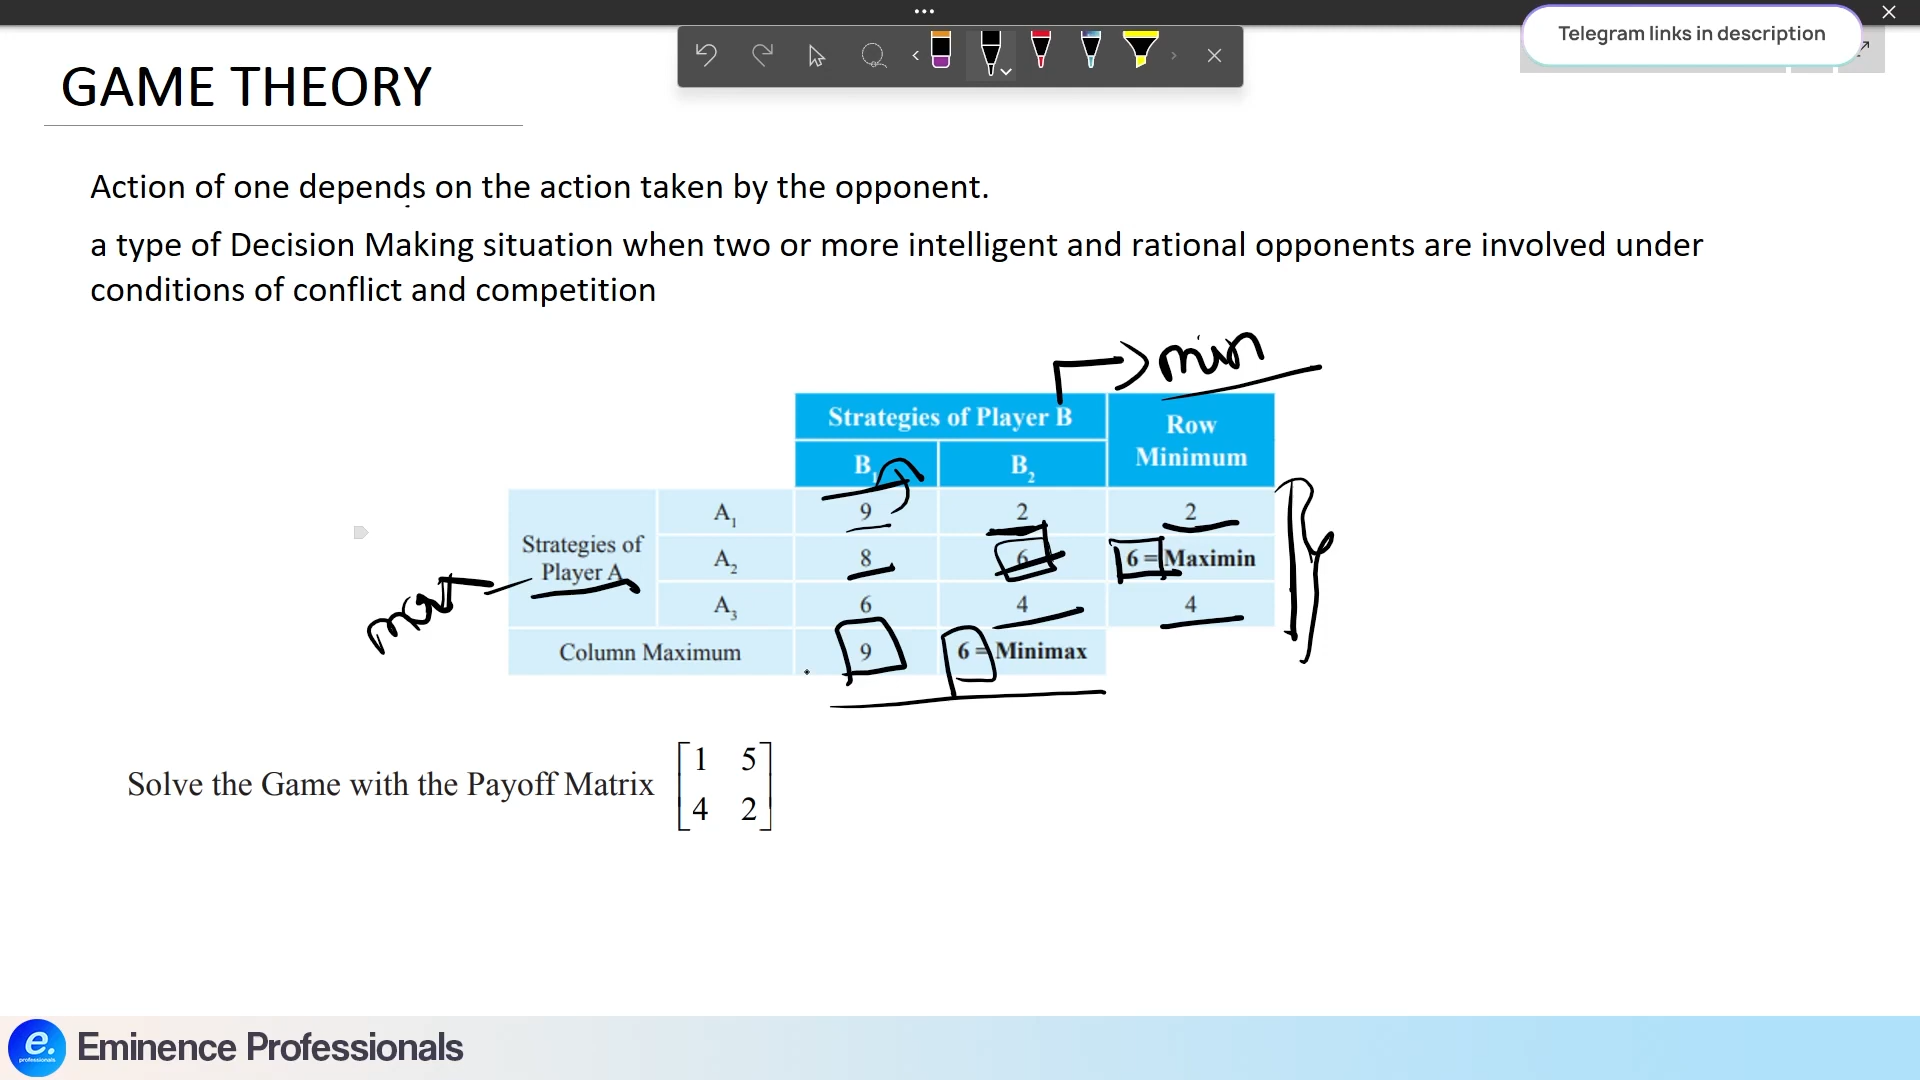 Telegram links in description
GAME THEORY
Action of one depends on the action taken by the opponent.
a type of Decision Making situation when two or more intelligent and rational opponents are involved under
conditions of conflict and competition
min
Strategies of Player B
Row
Minimum
B1 B2
A1 9 2 2
Strategies of
Player A
A2 8 6 6 = Maximin
A3 6 4 4
Column Maximum 9 6 = Minimax
Solve the Game with the Payoff Matrix
1 5
4 2
e.
professionals
Eminence Professionals